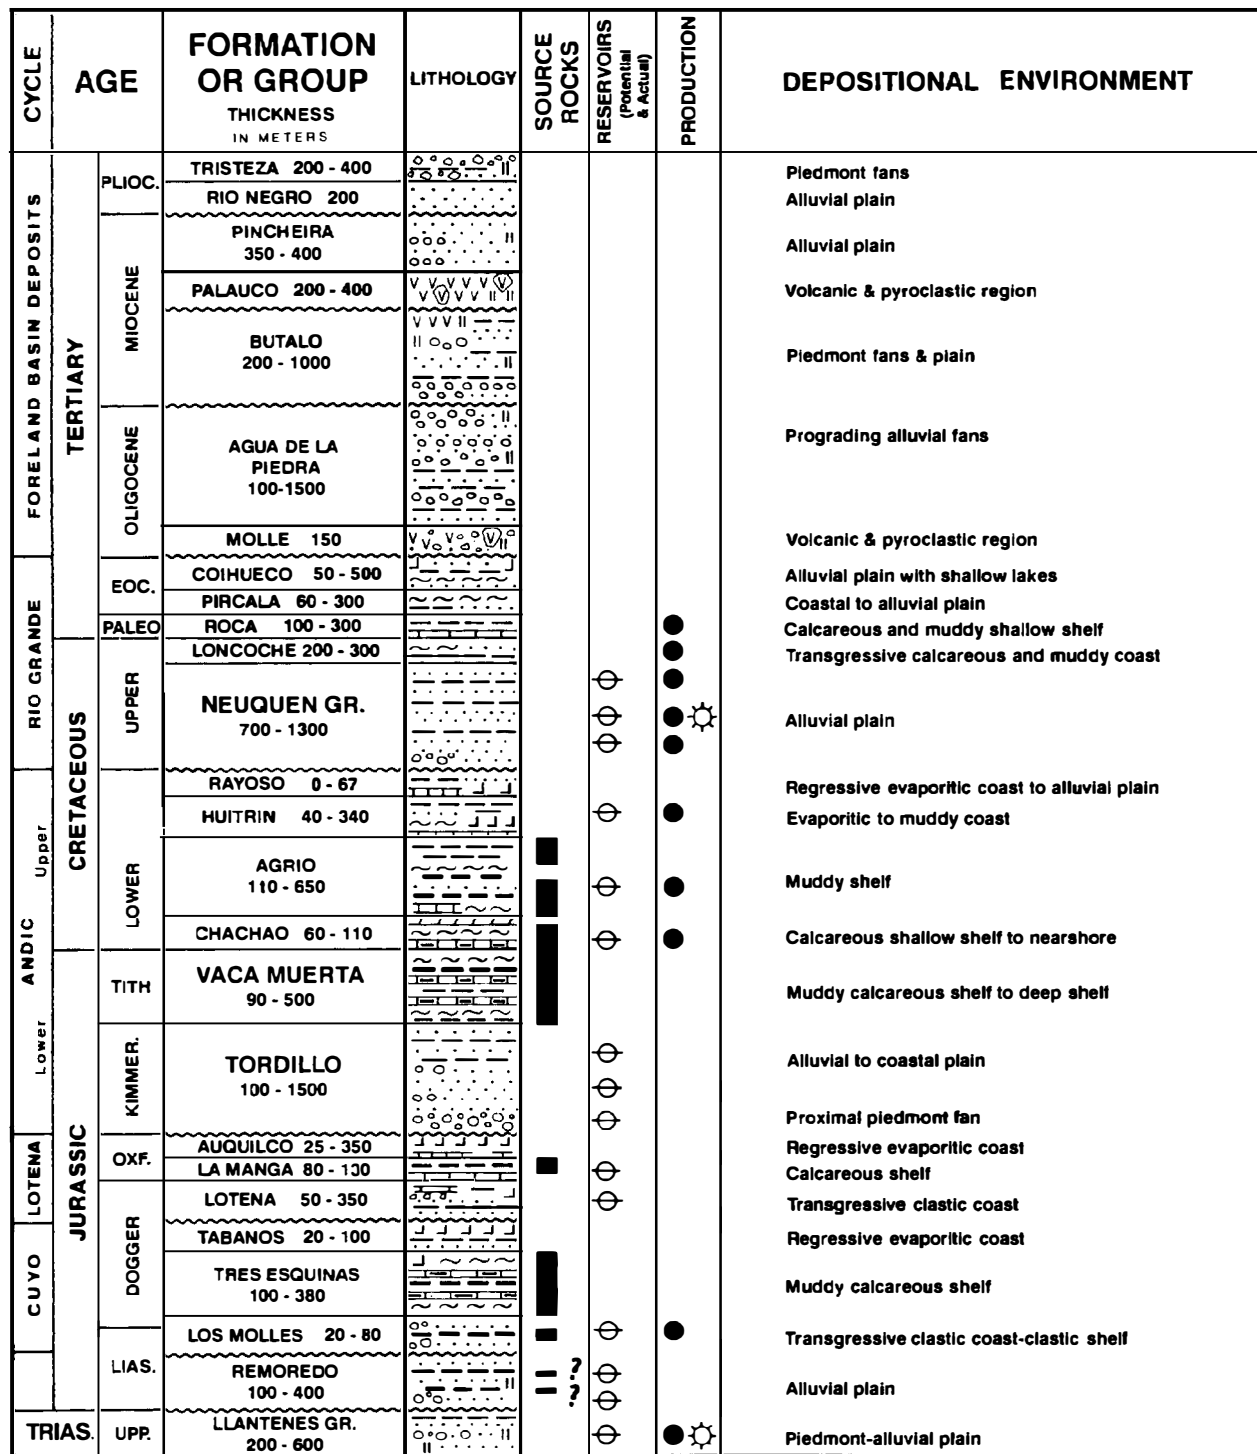 CYCLE
AGE
FORMATION
OR GROUP
THICKNESS
IN METERS
LITHOLOGY
SOURCE
ROCKS
RESERVOIRS
(Potential
& Actual)
PRODUCTION
DEPOSITIONAL ENVIRONMENT
FORELAND BASIN DEPOSITS
RIO GRANDE
ANDIC
Upper
Lower
LOTENA
CUYO
TERTIARY
CRETACEOUS
JURASSIC
TRIAS.
PLIOC.
MIOCENE
OLIGOCENE
EOC.
PALEO
UPPER
LOWER
TITH
KIMMER.
OXF.
DOGGER
LIAS.
UPP.
TRISTEZA 200 - 400
Piedmont fans
RIO NEGRO 200
Alluvial plain
PINCHEIRA
350 - 400
Alluvial plain
PALAUCO 200 - 400
Volcanic & pyroclastic region
BUTALO
200 - 1000
Piedmont fans & plain
AGUA DE LA
PIEDRA
100-1500
Prograding alluvial fans
MOLLE 150
Volcanic & pyroclastic region
COIHUECO 50 - 500
Alluvial plain with shallow lakes
PIRCALA 60 - 300
Coastal to alluvial plain
ROCA 100 - 300
Calcareous and muddy shallow shelf
LONCOCHE 200 - 300
Transgressive calcareous and muddy coast
NEUQUEN GR.
700 - 1300
Alluvial plain
RAYOSO 0 - 67
Regressive evaporitic coast to alluvial plain
HUITRIN 40 - 340
Evaporitic to muddy coast
AGRIO
110 - 650
Muddy shelf
CHACHAO 60 - 110
Calcareous shallow shelf to nearshore
VACA MUERTA
90 - 500
Muddy calcareous shelf to deep shelf
TORDILLO
100 - 1500
Alluvial to coastal plain
Proximal piedmont fan
AUQUILCO 25 - 350
Regressive evaporitic coast
LA MANGA 80 - 130
Calcareous shelf
LOTENA 50 - 350
Transgressive clastic coast
TABANOS 20 - 100
Regressive evaporitic coast
TRES ESQUINAS
100 - 380
Muddy calcareous shelf
LOS MOLLES 20 - 80
Transgressive clastic coast-clastic shelf
REMOREDO
100 - 400
?
?
Alluvial plain
LLANTENES GR.
200 - 600
Piedmont-alluvial plain